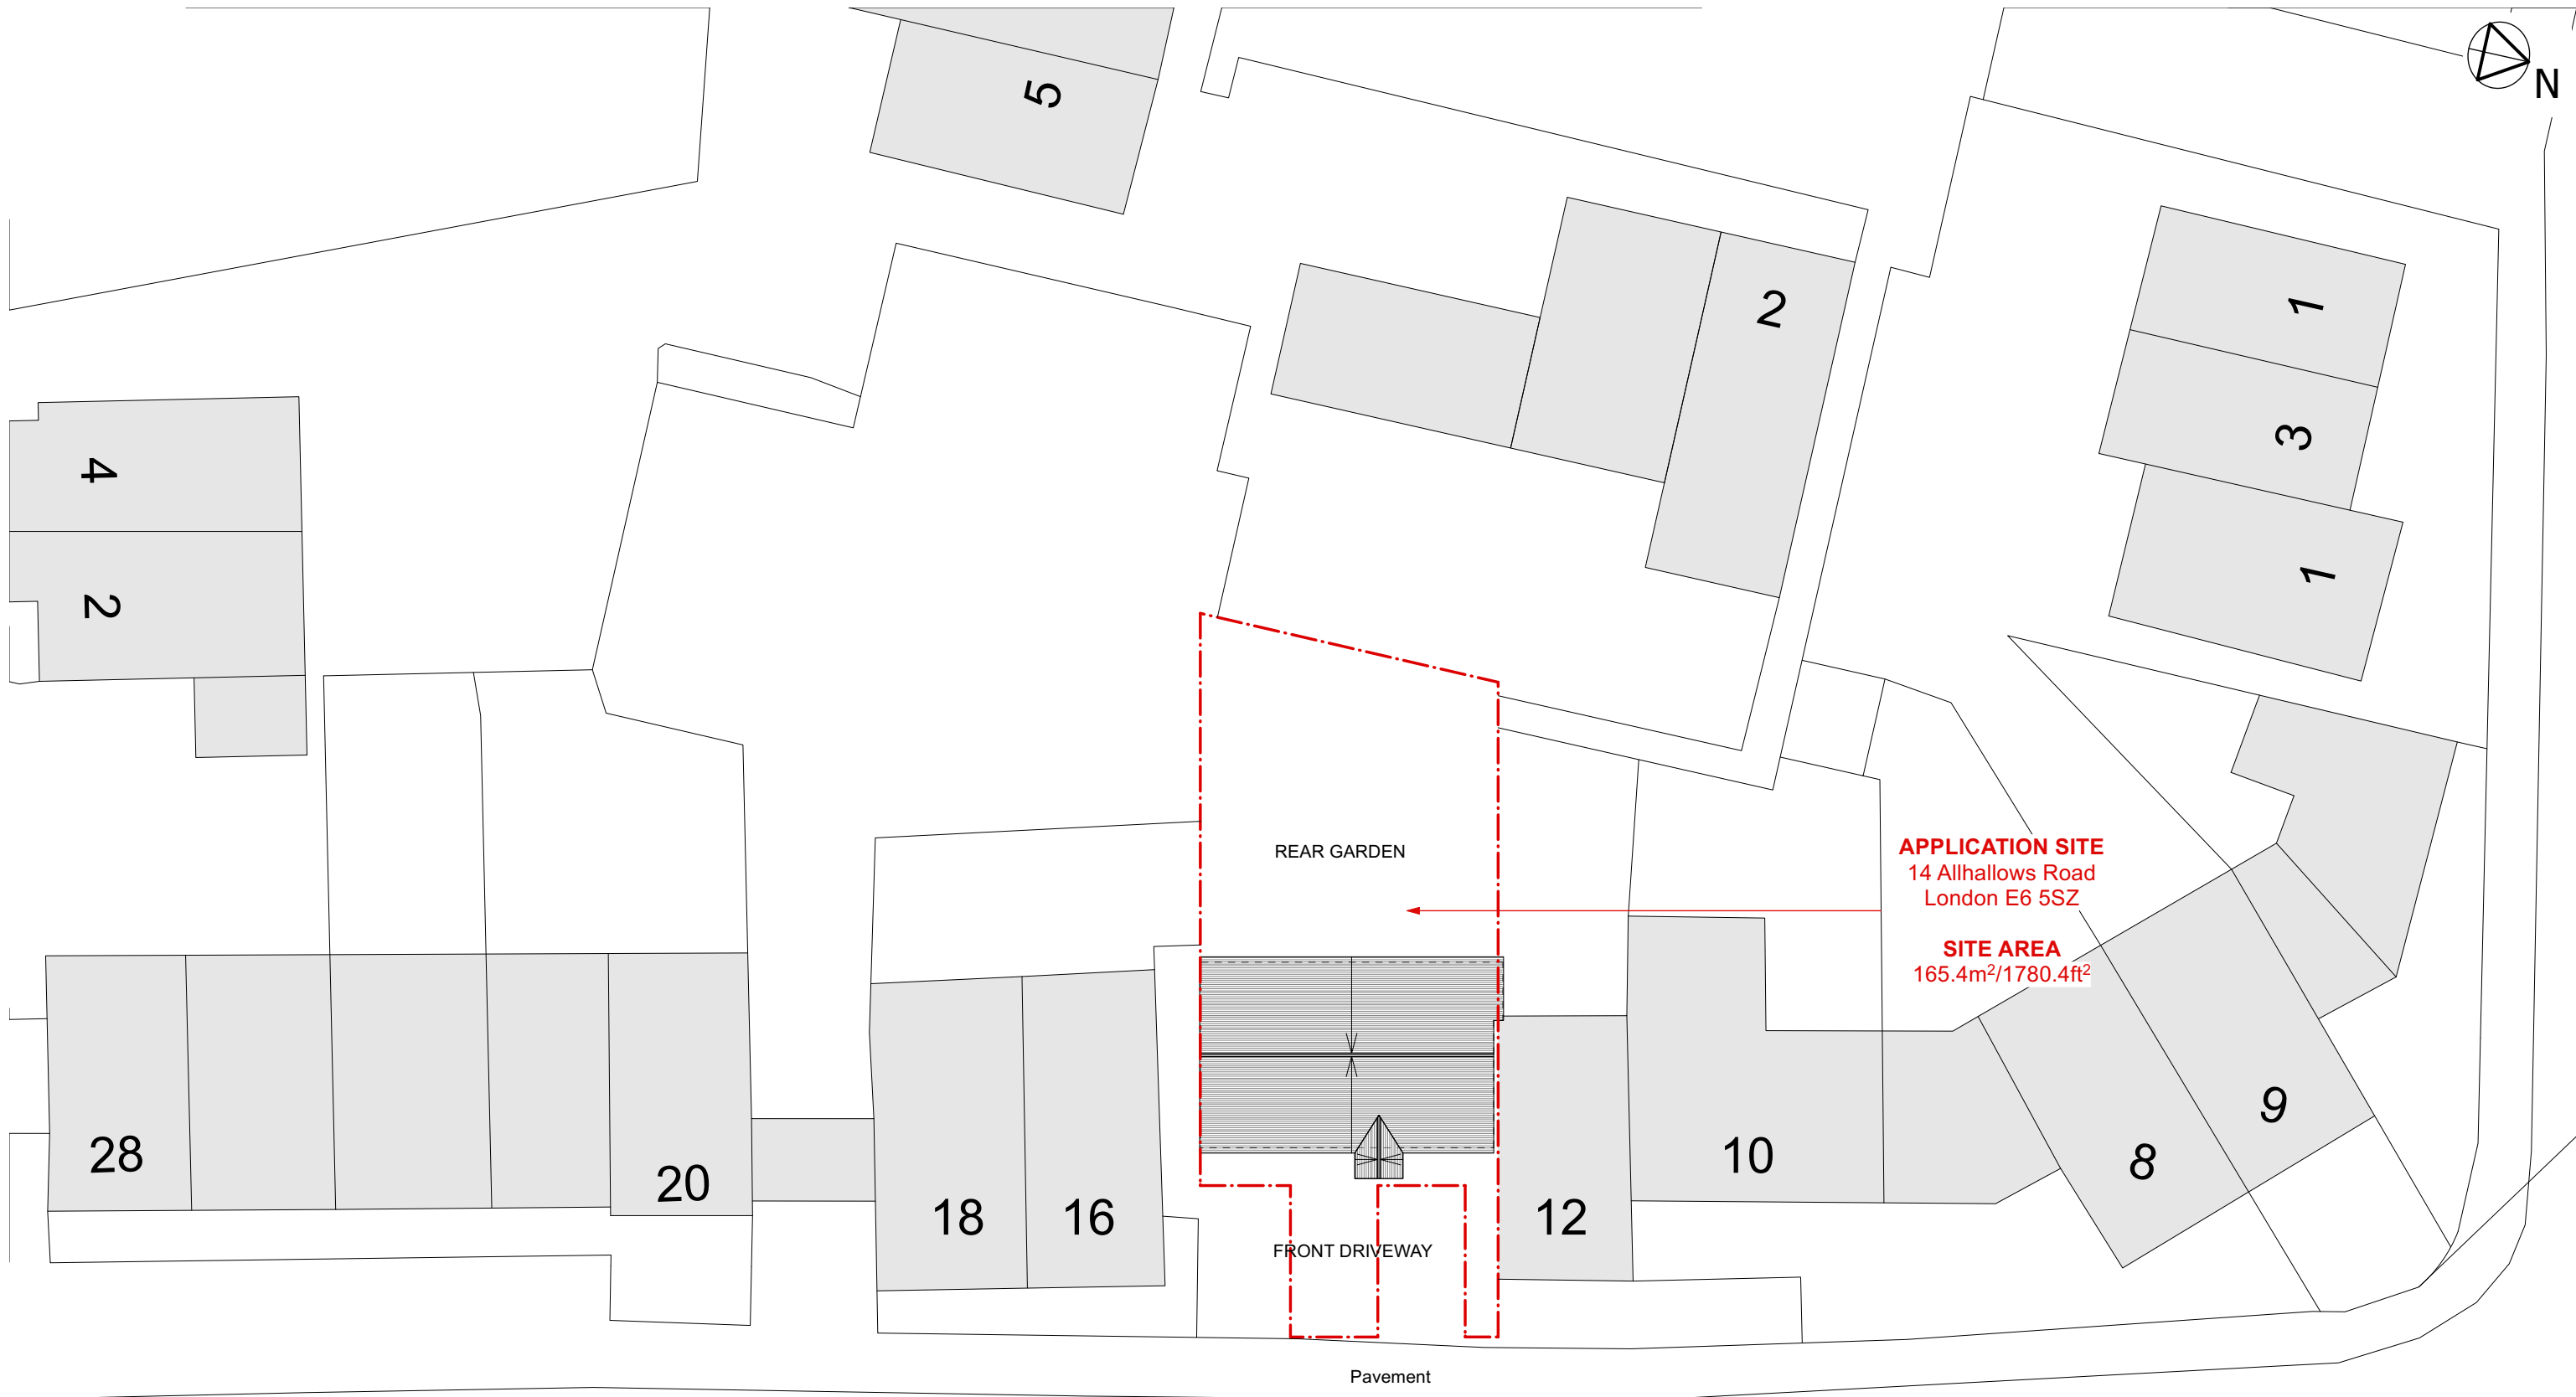 N
5
2
1
3
1
4
2
REAR GARDEN
APPLICATION SITE
14 Allhallows Road
London E6 5SZ
SITE AREA
165.4m²/1780.4ft²
28
20
18
16
12
10
8
9
FRONT DRIVEWAY
Pavement